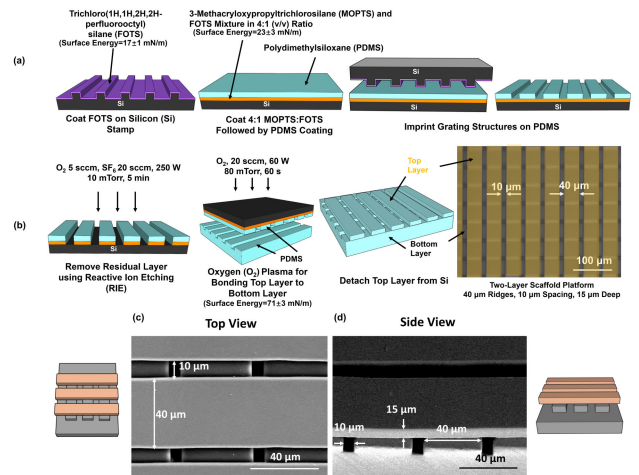 Trichloro(1H,1H,2H,2H-
perfluorooctyl)
silane (FOTS)
(Surface Energy=17±1 mN/m)
3-Methacryloxypropyltrichlorosilane (MOPTS) and
FOTS Mixture in 4:1 (v/v) Ratio
(Surface Energy=23±3 mN/m)
Polydimethylsiloxane (PDMS)
(a)
Si
Si
Si
Si
Si
Coat FOTS on Silicon (Si)
Stamp
Coat 4:1 MOPTS:FOTS
Followed by PDMS Coating
Imprint Grating Structures on PDMS
(b)
O2 5 sccm, SF6 20 sccm, 250 W
10 mTorr, 5 min
Si
Remove Residual Layer
using Reactive Ion Etching
(RIE)
O2, 20 sccm, 60 W
80 mTorr, 60 s
PDMS
Oxygen (O2) Plasma for
Bonding Top Layer to
Bottom Layer
(Surface Energy=71±3 mN/m)
Top
Layer
Bottom
Layer
Detach Top Layer from Si
10 μm
40 μm
100 μm
Two-Layer Scaffold Platform
40 μm Ridges, 10 μm Spacing, 15 μm Deep
(c)
Top View
10 μm
40 μm
40 μm
(d)
Side View
15 μm
10 μm
40 μm
40 μm